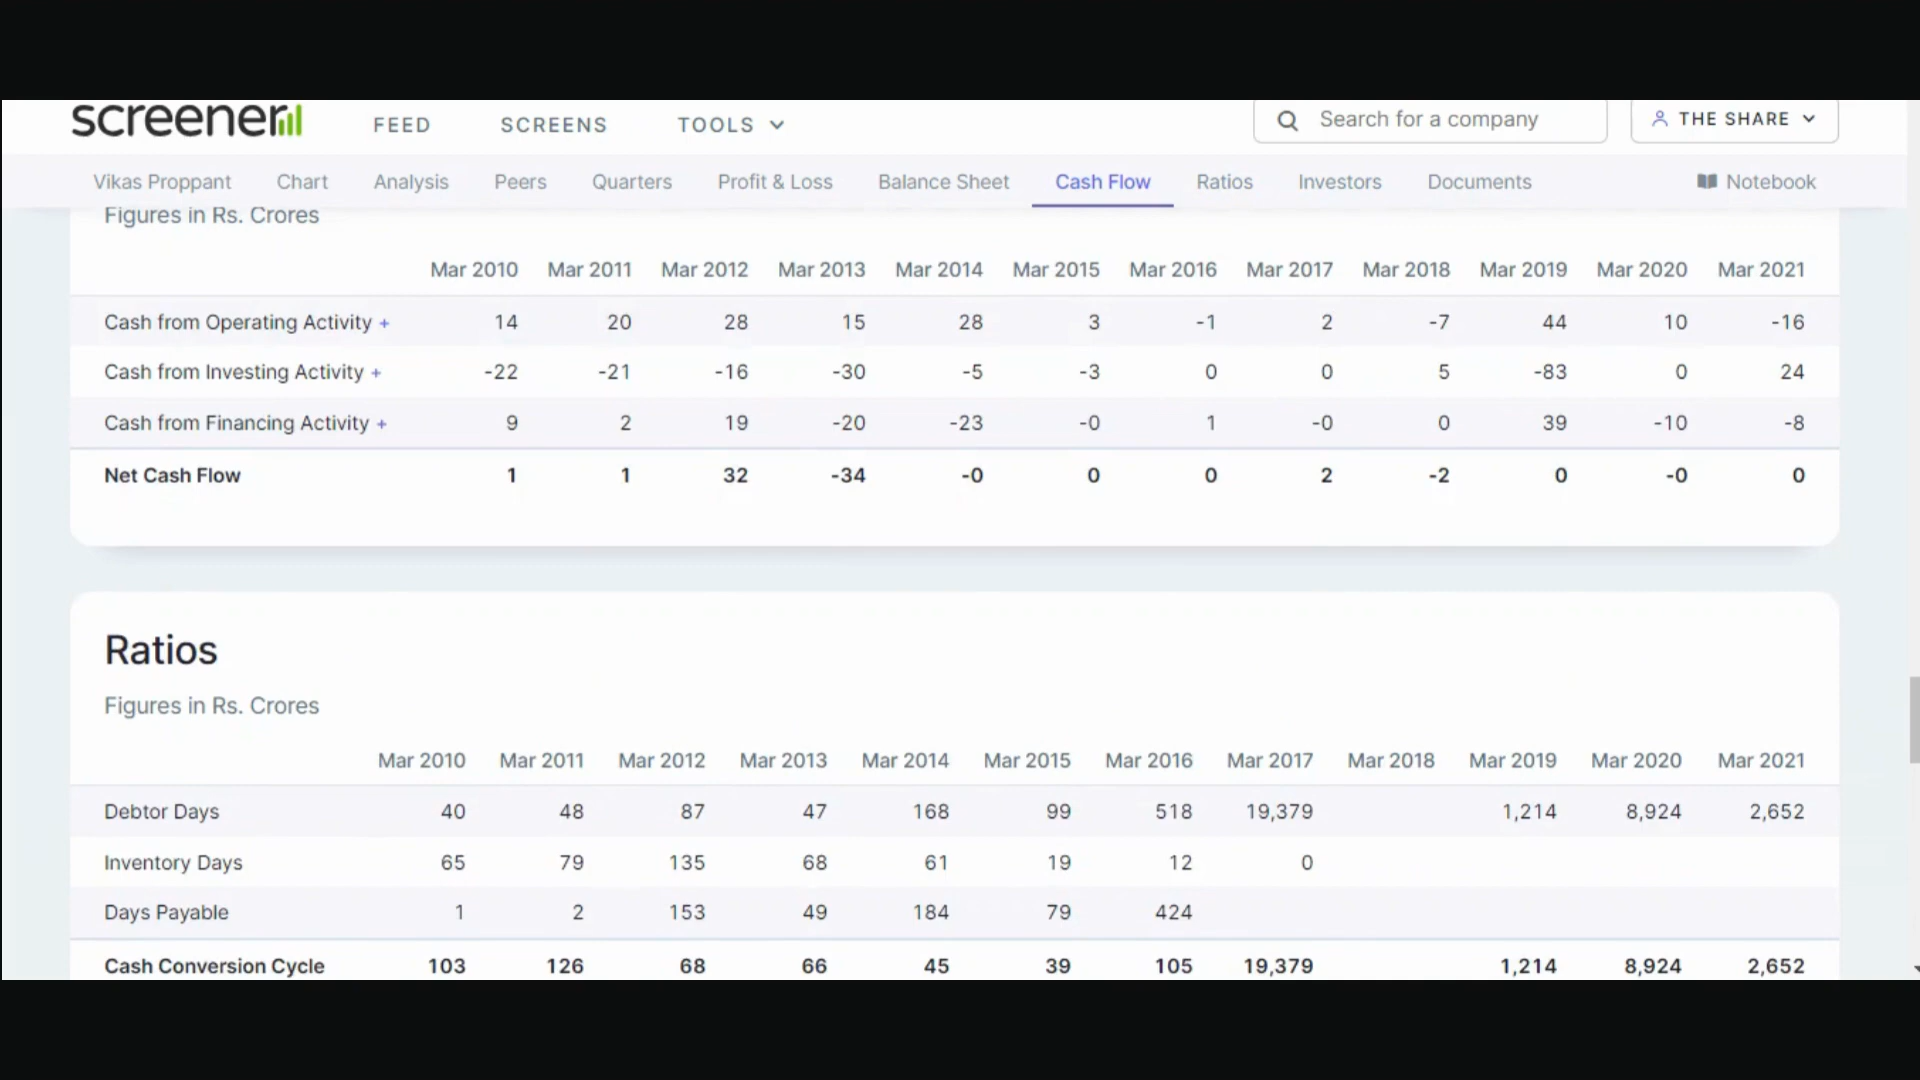 screener FEED SCREENS TOOLS Search for a company THE SHARE
Vikas Proppant Chart Analysis Peers Quarters Profit & Loss Balance Sheet Cash Flow Ratios Investors Documents Notebook
Figures in Rs. Crores
Mar 2010 Mar 2011 Mar 2012 Mar 2013 Mar 2014 Mar 2015 Mar 2016 Mar 2017 Mar 2018 Mar 2019 Mar 2020 Mar 2021
Cash from Operating Activity + 14 20 28 15 28 3 -1 2 -7 44 10 -16
Cash from Investing Activity + -22 -21 -16 -30 -5 -3 0 0 5 -83 0 24
Cash from Financing Activity + 9 2 19 -20 -23 -0 1 -0 0 39 -10 -8
Net Cash Flow 1 1 32 -34 -0 0 0 2 -2 0 -0 0
Ratios
Figures in Rs. Crores
Mar 2010 Mar 2011 Mar 2012 Mar 2013 Mar 2014 Mar 2015 Mar 2016 Mar 2017 Mar 2018 Mar 2019 Mar 2020 Mar 2021
Debtor Days 40 48 87 47 168 99 518 19,379 1,214 8,924 2,652
Inventory Days 65 79 135 68 61 19 12 0
Days Payable 1 2 153 49 184 79 424
Cash Conversion Cycle 103 126 68 66 45 39 105 19,379 1,214 8,924 2,652